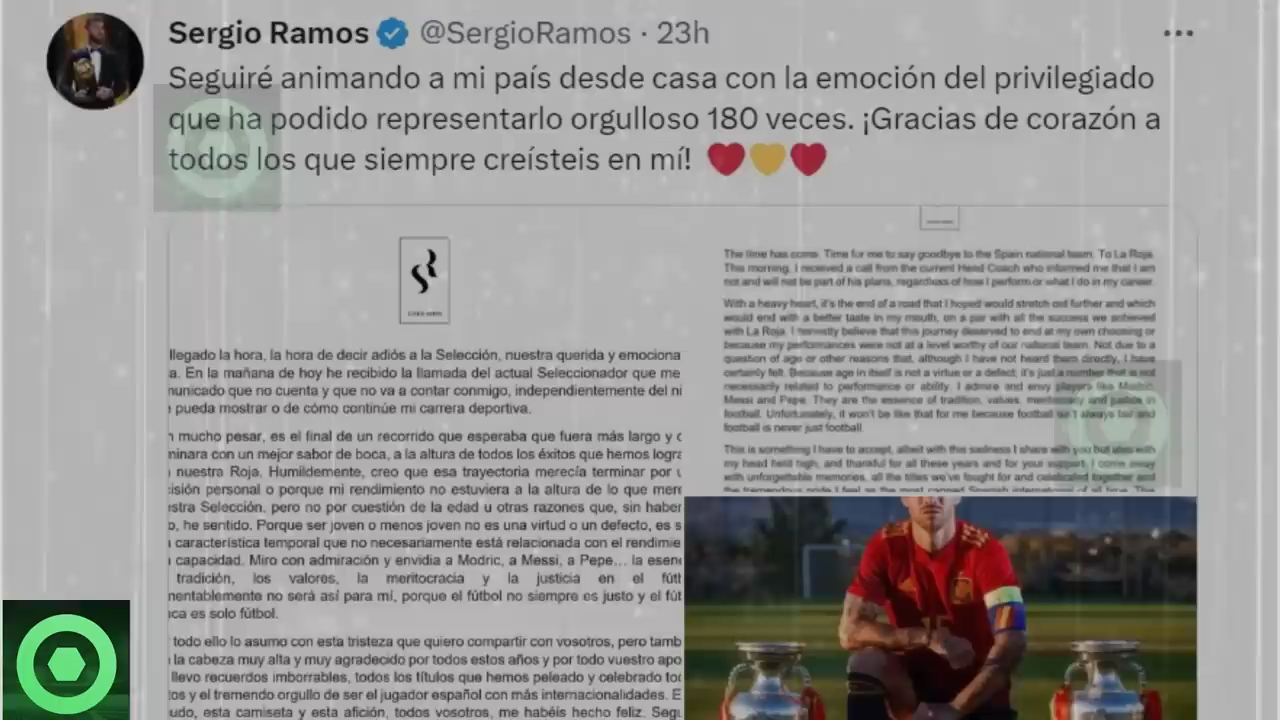 Sergio Ramos @SergioRamos · 23h
Seguiré animando a mi país desde casa con la emoción del privilegiado
que ha podido representarlo orgulloso 180 veces. ¡Gracias de corazón a
todos los que siempre creísteis en mí! ❤️💛❤️
llegado la hora, la hora de decir adiós a la Selección, nuestra querida y emociona
a. En la mañana de hoy he recibido la llamada del actual Seleccionador que me
municado que no cuenta y que no va a contar conmigo, independientemente del ni
pueda mostrar o de cómo continúe mi carrera deportiva.
n mucho pesar, es el final de un recorrido que esperaba que fuera más largo y c
minara con un mejor sabor de boca, a la altura de todos los éxitos que hemos logra
nuestra Roja. Humildemente, creo que esa trayectoria merecía terminar por u
isión personal o porque mi rendimiento no estuviera a la altura de lo que mere
stra Selección, pero no por cuestión de la edad u otras razones que, sin haber
o, he sentido. Porque ser joven o menos joven no es una virtud o un defecto, es s
característica temporal que no necesariamente está relacionada con el rendimie
capacidad. Miro con admiración y envidia a Modric, a Messi, a Pepe... la esen
tradición, los valores, la meritocracia y la justicia en el fút
mentablemente no será así para mí, porque el fútbol no siempre es justo y el fút
ca es solo fútbol.
todo ello lo asumo con esta tristeza que quiero compartir con vosotros, pero tamb
la cabeza muy alta y muy agradecido por todos estos años y por todo vuestro apo
llevo recuerdos imborrables, todos los títulos que hemos peleado y celebrado to
os y el tremendo orgullo de ser el jugador español con más internacionalidades. E
udo, esta camiseta y esta afición, todos vosotros, me habéis hecho feliz. Segu
The time has come. Time for me to say goodbye to the Spain national team, To La Roja.
This morning, I received a call from the current Head Coach who informed me that I am
not and will not be part of his plans, regardless of how I perform or what I do in my career.
With a heavy heart, it's the end of a road that I hoped would stretch out further and which
would end with a better taste in my mouth, on a par with all the success we achieved
with La Roja. I honestly believe that this journey deserved to end at my own choosing or
because my performances were not at a level worthy of our national team. Not due to a
question of age or other reasons that, although I have not heard them directly, I have
certainly felt. Because age in itself is not a virtue or a defect, it's just a number that is not
necessarily related to performance or ability. I admire and envy players like Modric,
Messi and Pepe. They are the essence of tradition, values, meritocracy and justice in
football. Unfortunately, it won't be like that for me because football isn't always fair and
football is never just football.
This is something I have to accept, albeit with this sadness I share with you but also with
my head held high, and thankful for all these years and for your support. I come away
with unforgettable memories, all the titles we've fought for and celebrated together and
the tremendous pride I feel as the most capped Spanish international of all time. This
15